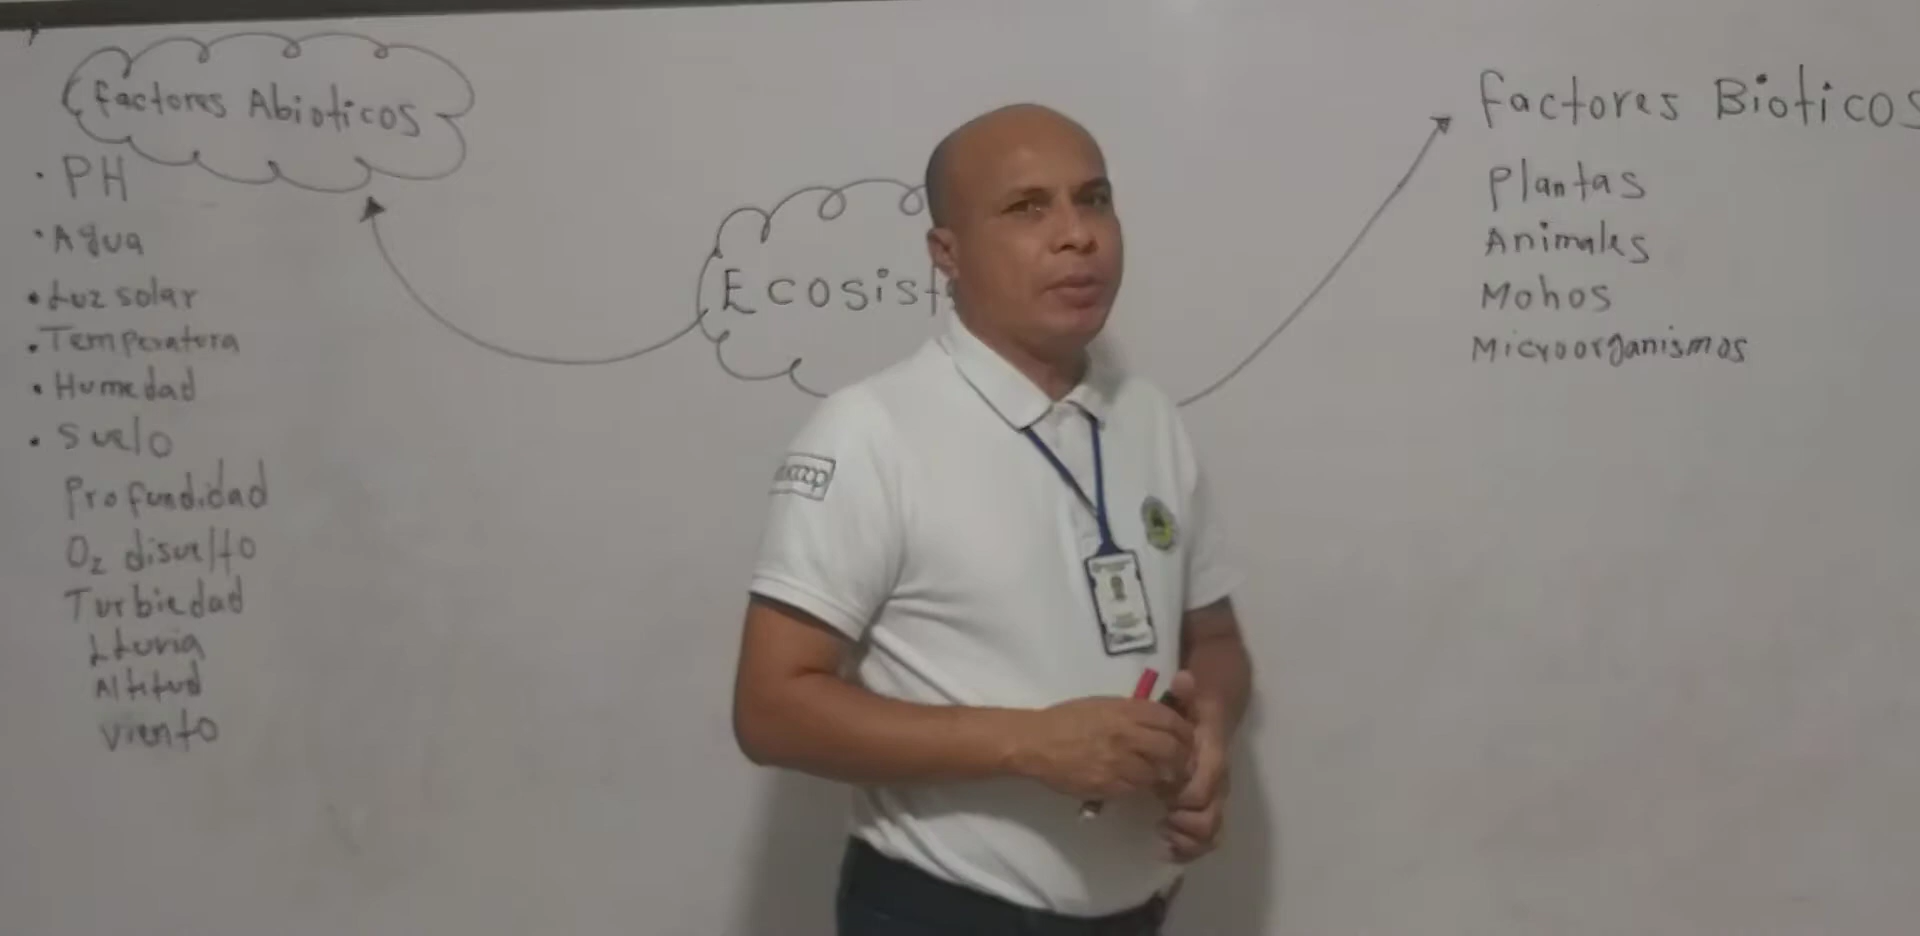 Factores Abioticos
• PH
• Agua
• Luz solar
• Temperatura
• Humedad
• Suelo
Profundidad
O₂ disuelto
Turbiedad
Lluvia
Altitud
Viento
Ecosist
Factores Bioticos
Plantas
Animales
Mohos
Microorganismos